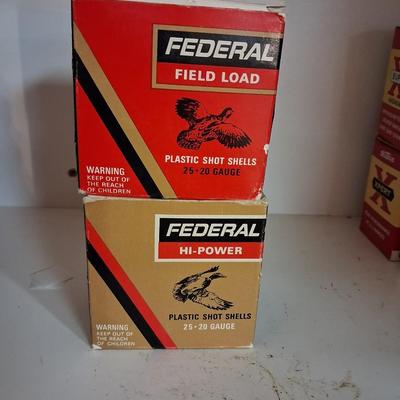 FEDERAL
FIELD LOAD
PLASTIC SHOT SHELLS
25-20 GAUGE
WARNING
KEEP OUT OF
THE REACH
OF CHILDREN
FEDERAL
HI-POWER
PLASTIC SHOT SHELLS
25-20 GAUGE
WARNING
KEEP OUT OF
THE REACH
OF CHILDREN
X
X